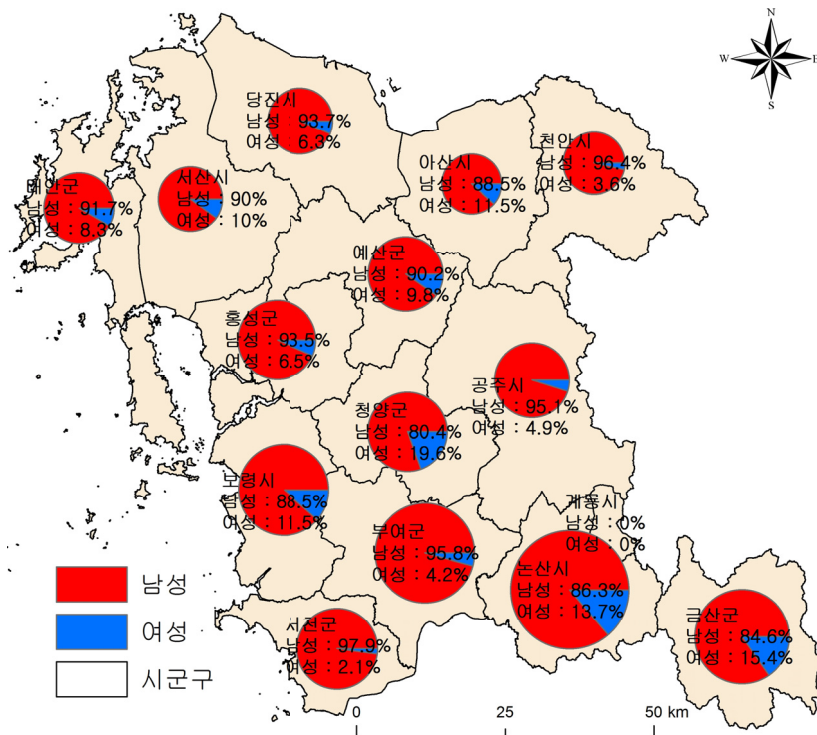 N
W
E
S
당진시
남성 : 93.7%
여성 : 6.3%
천안시
남성 : 96.4%
여성 : 3.6%
아산시
남성 : 88.5%
여성 : 11.5%
서산시
남성 : 90%
여성 : 10%
태안군
남성 : 91.7%
여성 : 8.3%
예산군
남성 : 90.2%
여성 : 9.8%
홍성군
남성 : 93.5%
여성 : 6.5%
공주시
남성 : 95.1%
여성 : 4.9%
청양군
남성 : 80.4%
여성 : 19.6%
보령시
남성 : 88.5%
여성 : 11.5%
계룡시
남성 : 0%
여성 : 0%
부여군
남성 : 95.8%
여성 : 4.2%
논산시
남성 : 86.3%
여성 : 13.7%
금산군
남성 : 84.6%
여성 : 15.4%
서천군
남성 : 97.9%
여성 : 2.1%
남성
여성
시군구
0 25 50 km